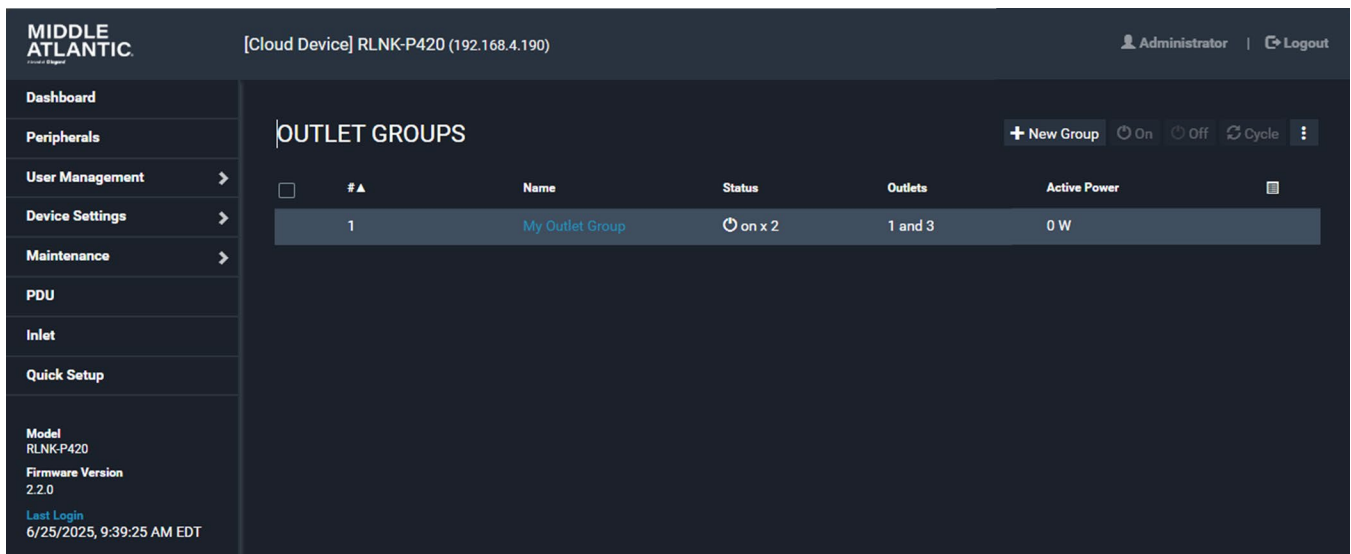 MIDDLE
ATLANTIC
[Cloud Device] RLNK-P420 (192.168.4.190)
Administrator | Logout
Dashboard
Peripherals
User Management
Device Settings
Maintenance
PDU
Inlet
Quick Setup
Model
RLNK-P420
Firmware Version
2.2.0
Last Login
6/25/2025, 9:39:25 AM EDT
OUTLET GROUPS
+ New Group On Off Cycle
#▲ Name Status Outlets Active Power
1 My Outlet Group on x 2 1 and 3 0 W